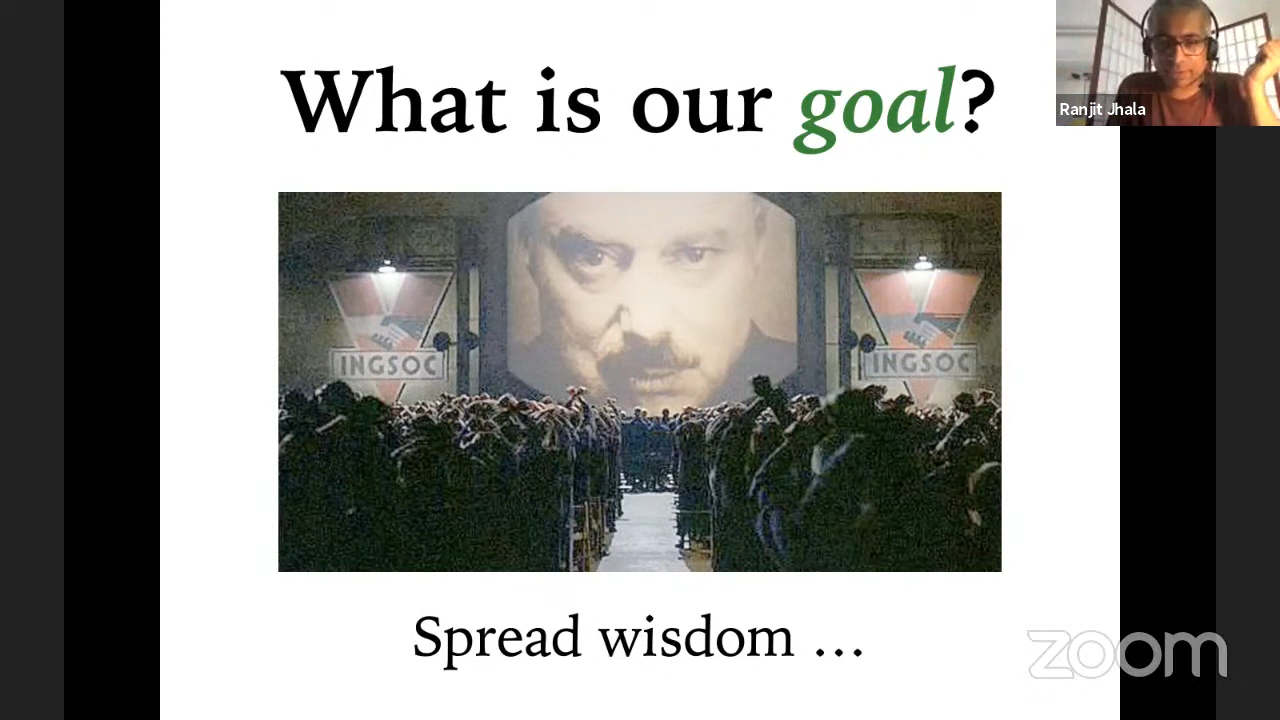 What is our goal?
Ranjit Jhala
INGSOC
INGSOC
Spread wisdom ...
zoom